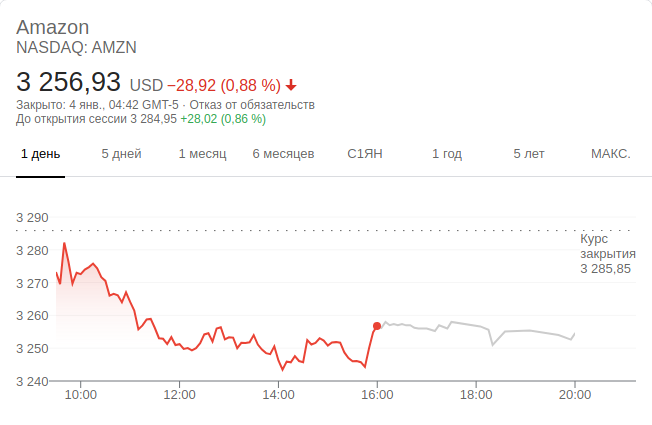 Amazon
NASDAQ: AMZN
3 256,93 USD −28,92 (0,88 %)
Закрыто: 4 янв., 04:42 GMT-5 · Отказ от обязательств
До открытия сессии 3 284,95 +28,02 (0,86 %)
1 день 5 дней 1 месяц 6 месяцев С1ЯН 1 год 5 лет МАКС.
3 290
Курс
закрытия
3 285,85
3 280
3 270
3 260
3 250
3 240
10:00 12:00 14:00 16:00 18:00 20:00